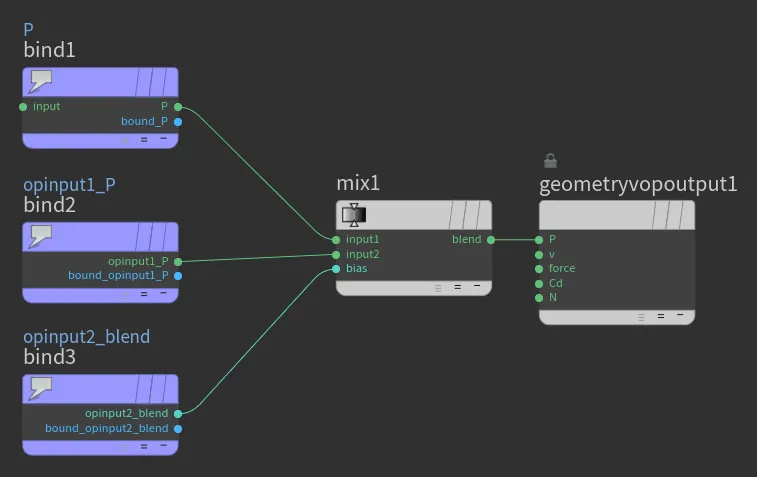 P
bind1
input
P
bound_P
opinput1_P
bind2
opinput1_P
bound_opinput1_P
opinput2_blend
bind3
opinput2_blend
bound_opinput2_blend
mix1
input1
blend
input2
bias
geometryvopoutput1
P
v
force
Cd
N